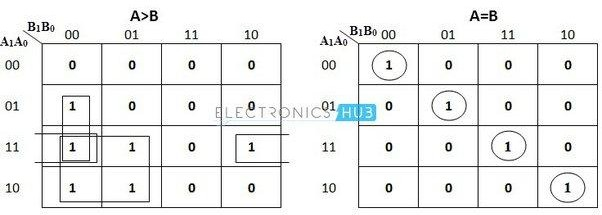 A>B A=B
B₁B₀ B₁B₀
A₁A₀ 00 01 11 10 A₁A₀ 00 01 11 10
00 0 0 0 0 00 1 0 0 0
01 1 0 0 0 01 0 1 0 0
ELECTRONICS HUB
11 1 1 0 1 11 0 0 1 0
10 1 1 0 0 10 0 0 0 1